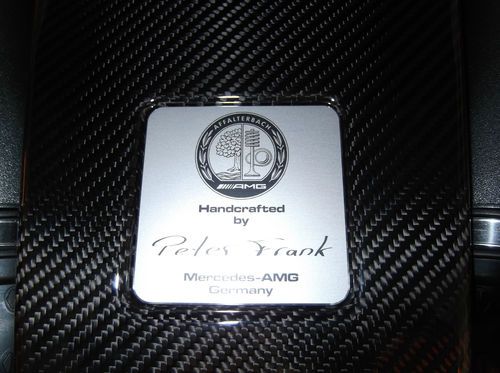 AFFALTERBACH
AMG
Handcrafted
by
Peter Frank
Mercedes-AMG
Germany